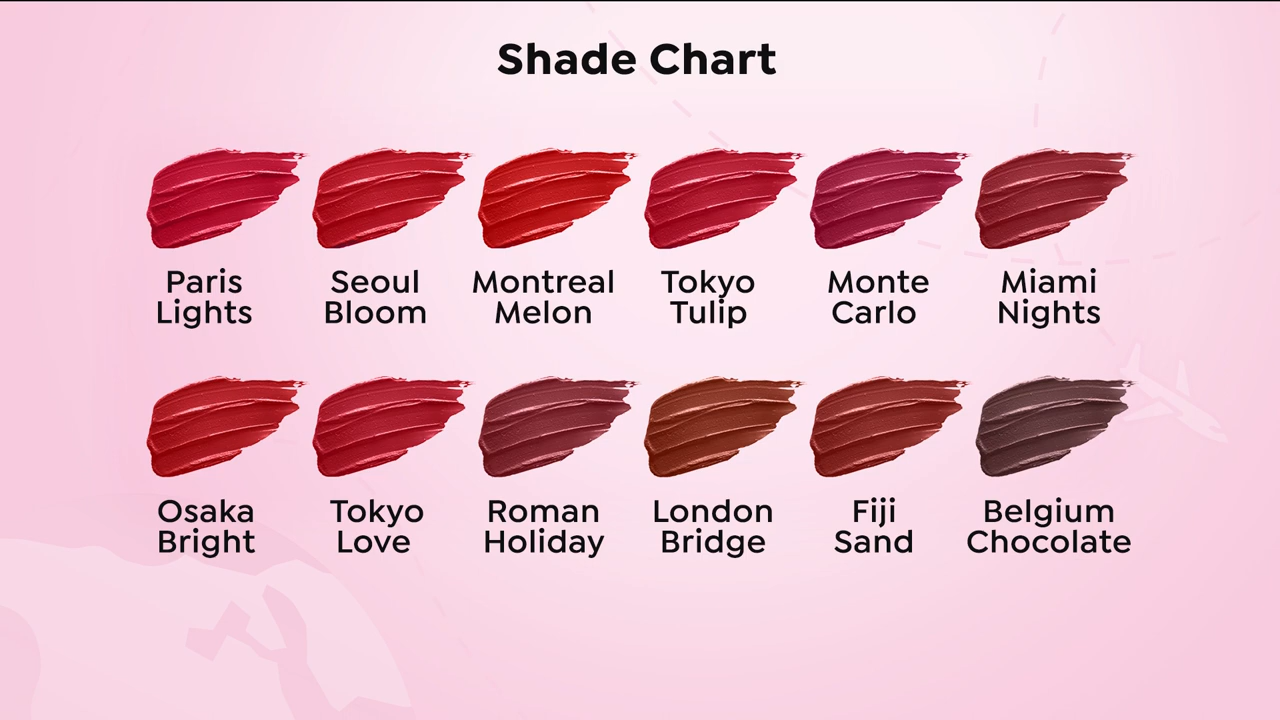 Shade Chart
Paris
Lights
Seoul
Bloom
Montreal
Melon
Tokyo
Tulip
Monte
Carlo
Miami
Nights
Osaka
Bright
Tokyo
Love
Roman
Holiday
London
Bridge
Fiji
Sand
Belgium
Chocolate